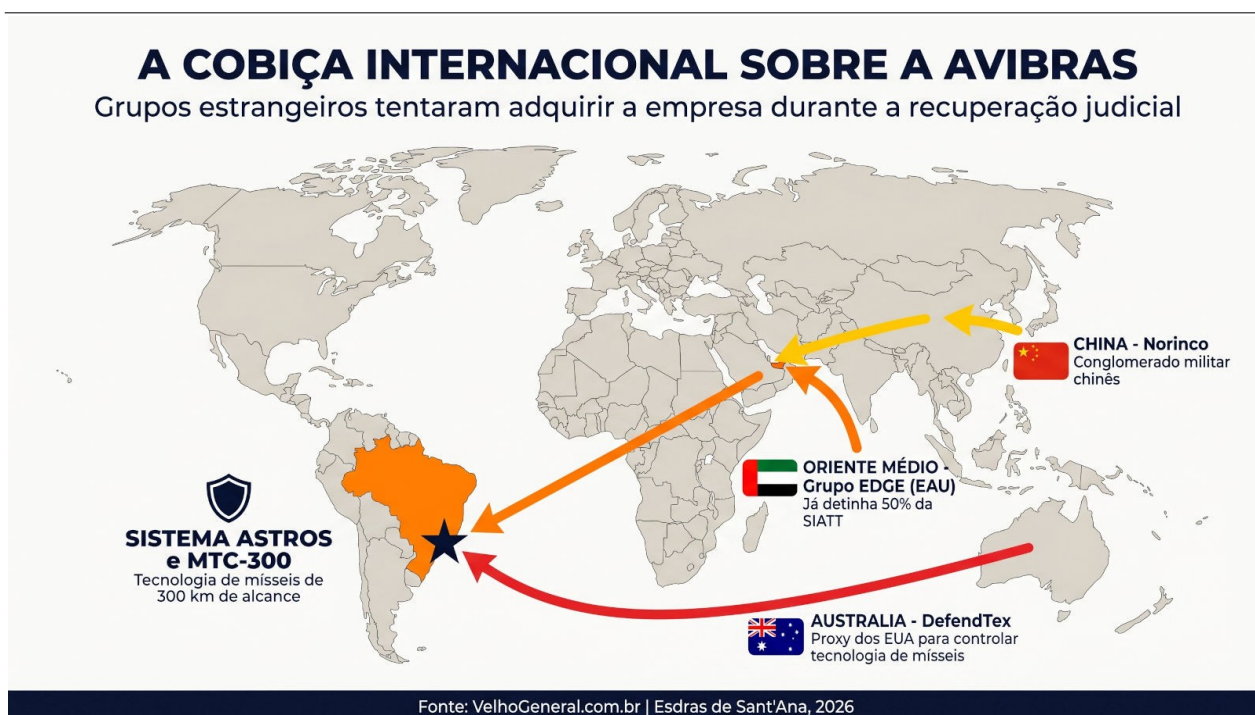 A COBIÇA INTERNACIONAL SOBRE A AVIBRAS
Grupos estrangeiros tentaram adquirir a empresa durante a recuperação judicial
CHINA - Norinco
Conglomerado militar
chinês
ORIENTE MÉDIO -
Grupo EDGE (EAU)
Já detinha 50% da
SIATT
SISTEMA ASTROS
e MTC-300
Tecnologia de mísseis de
300 km de alcance
AUSTRALIA - DefendTex
Proxy dos EUA para controlar
tecnologia de mísseis
Fonte: VelhoGeneral.com.br | Esdras de Sant'Ana, 2026